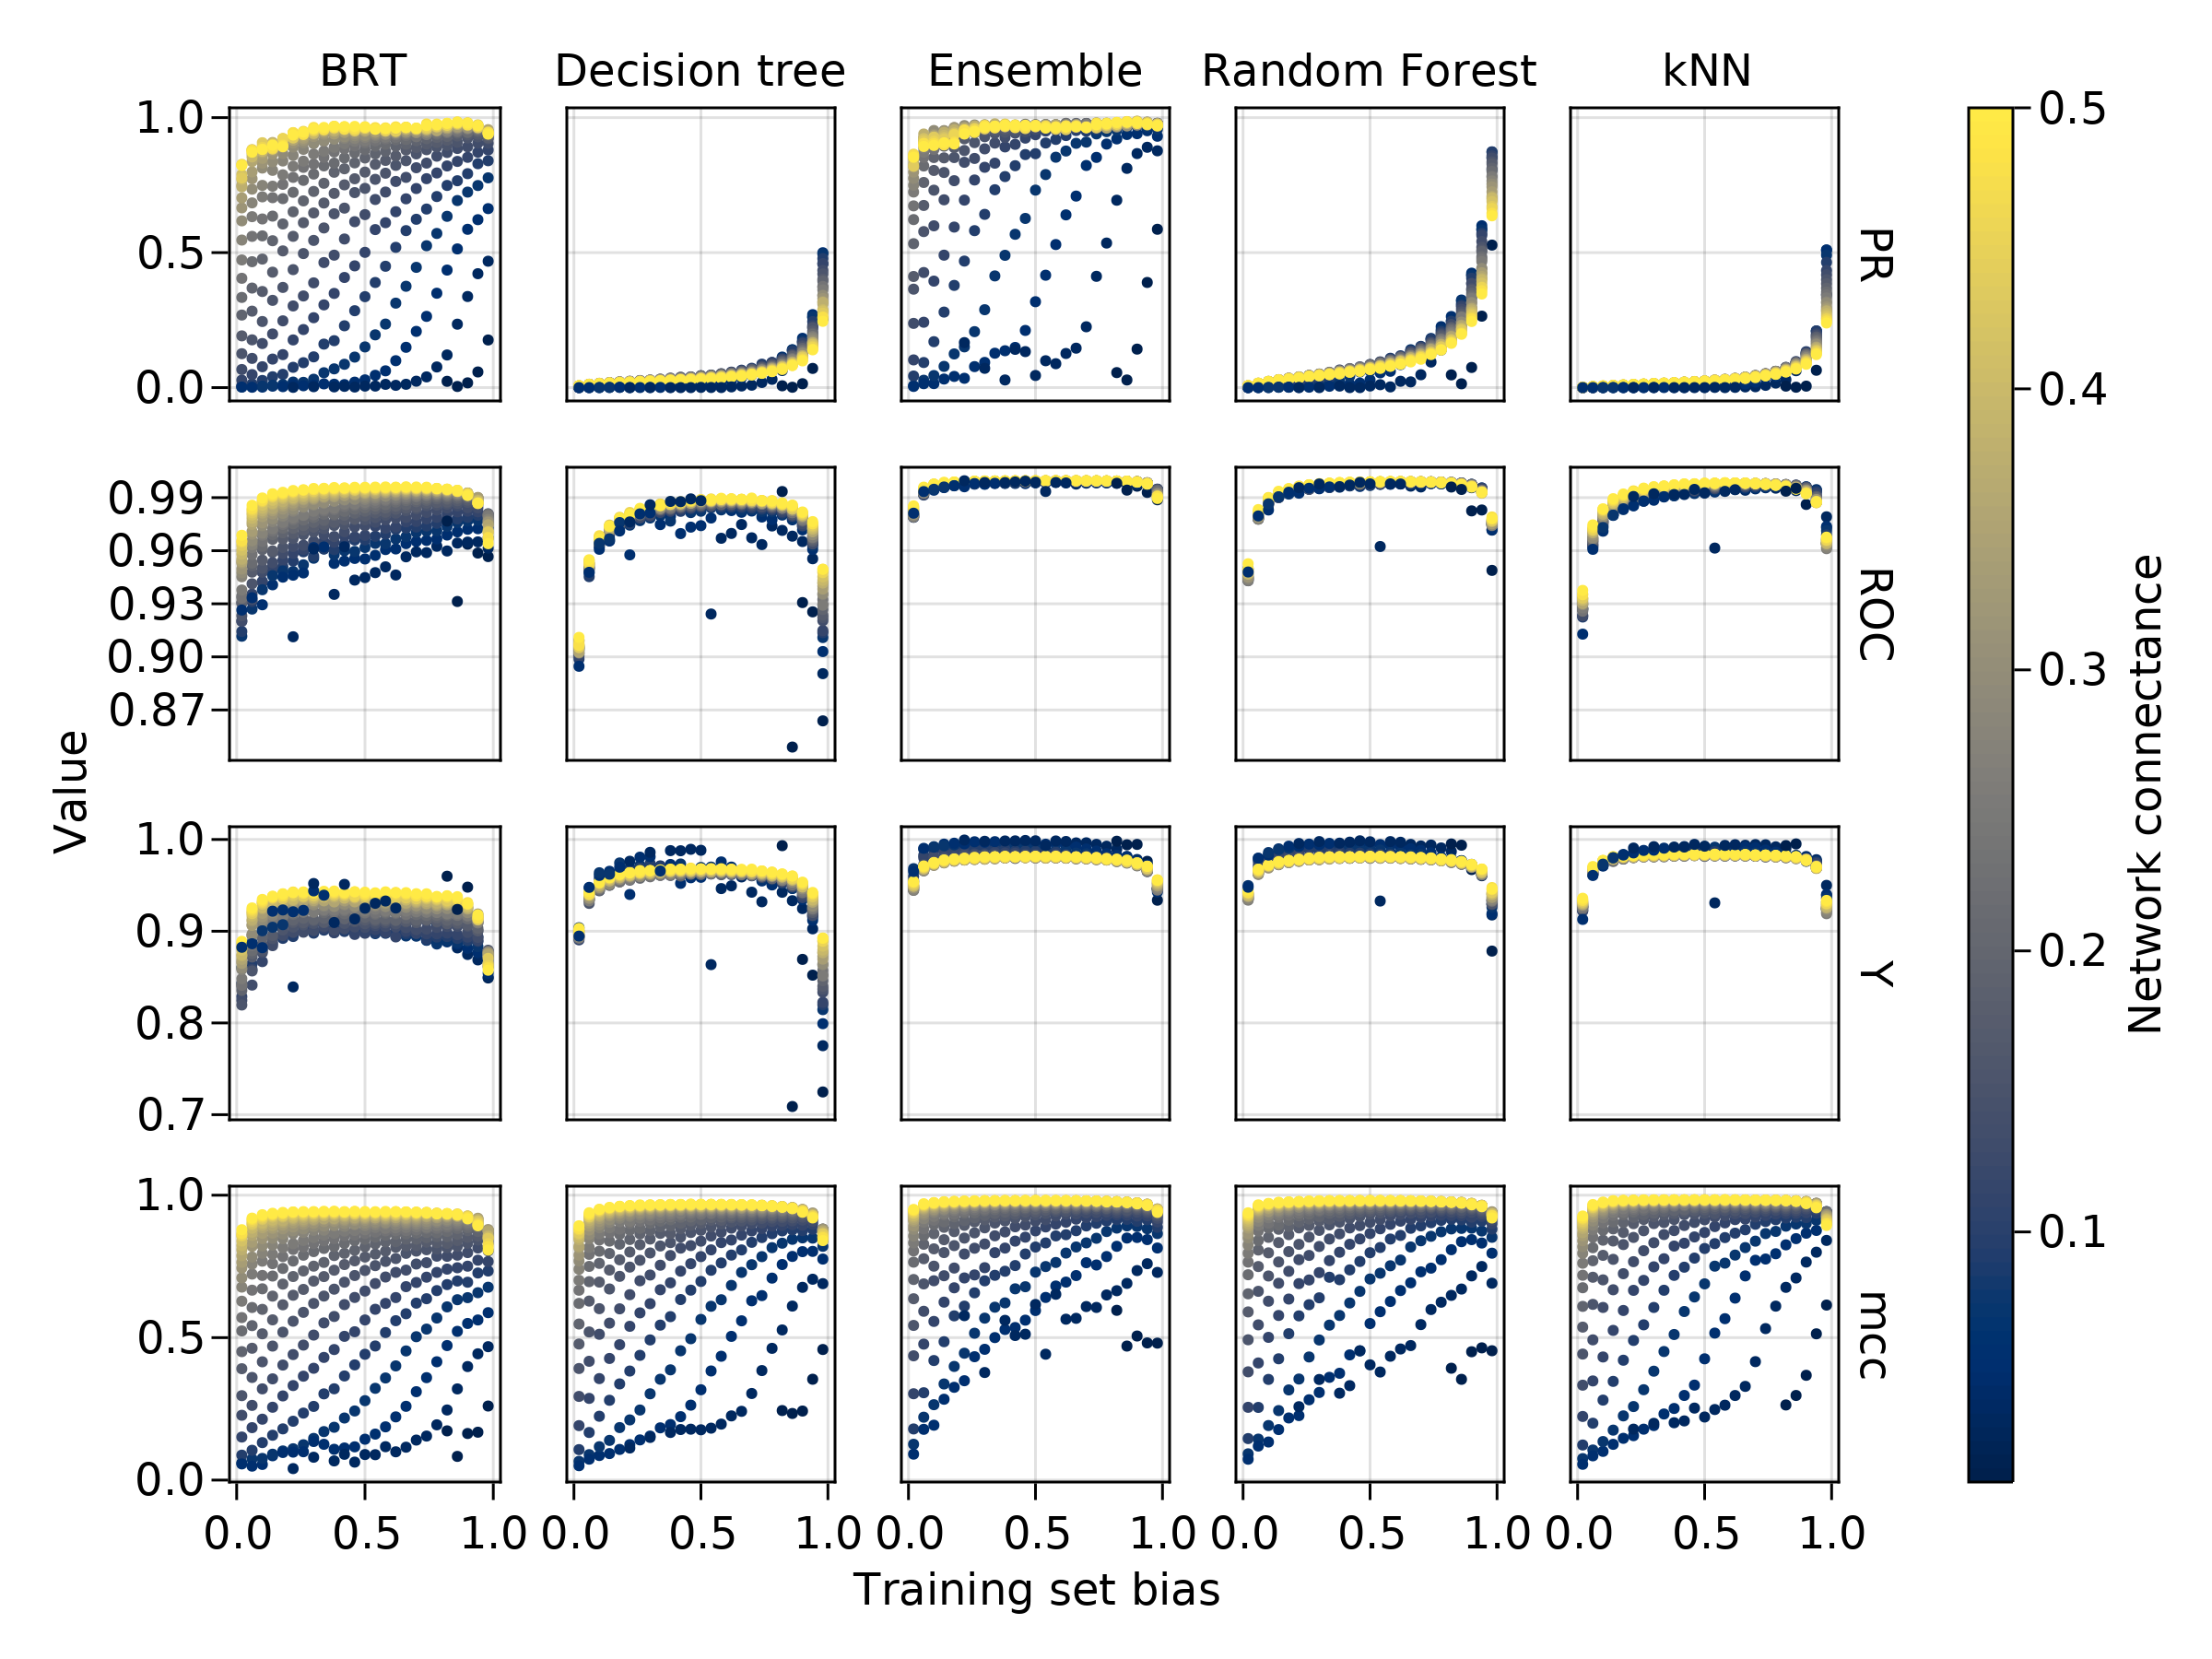 BRT Decision tree Ensemble Random Forest kNN
1.0
0.5
0.0
PR
0.99
0.96
0.93
0.90
0.87
ROC
1.0
0.9
0.8
0.7
Y
1.0
0.5
0.0
mcc
Value
0.0 0.5 1.0 0.0 0.5 1.0 0.0 0.5 1.0 0.0 0.5 1.0 0.0 0.5 1.0
Training set bias
0.5
0.4
0.3
0.2
0.1
Network connectance